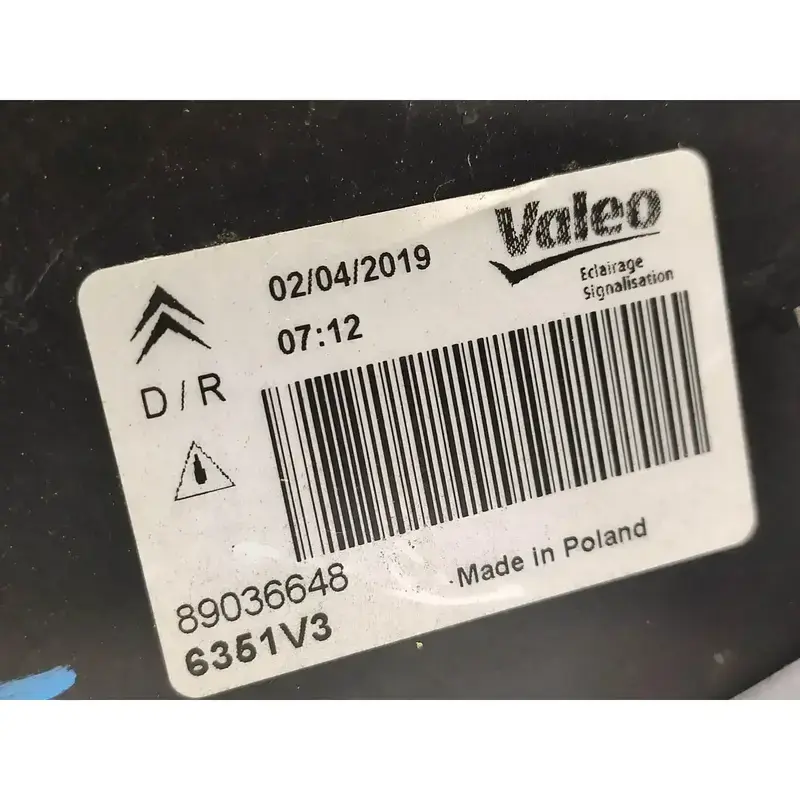 Valeo
Eclairage
Signalisation
02/04/2019
07:12
D / R
Made in Poland
89036648
6351V3